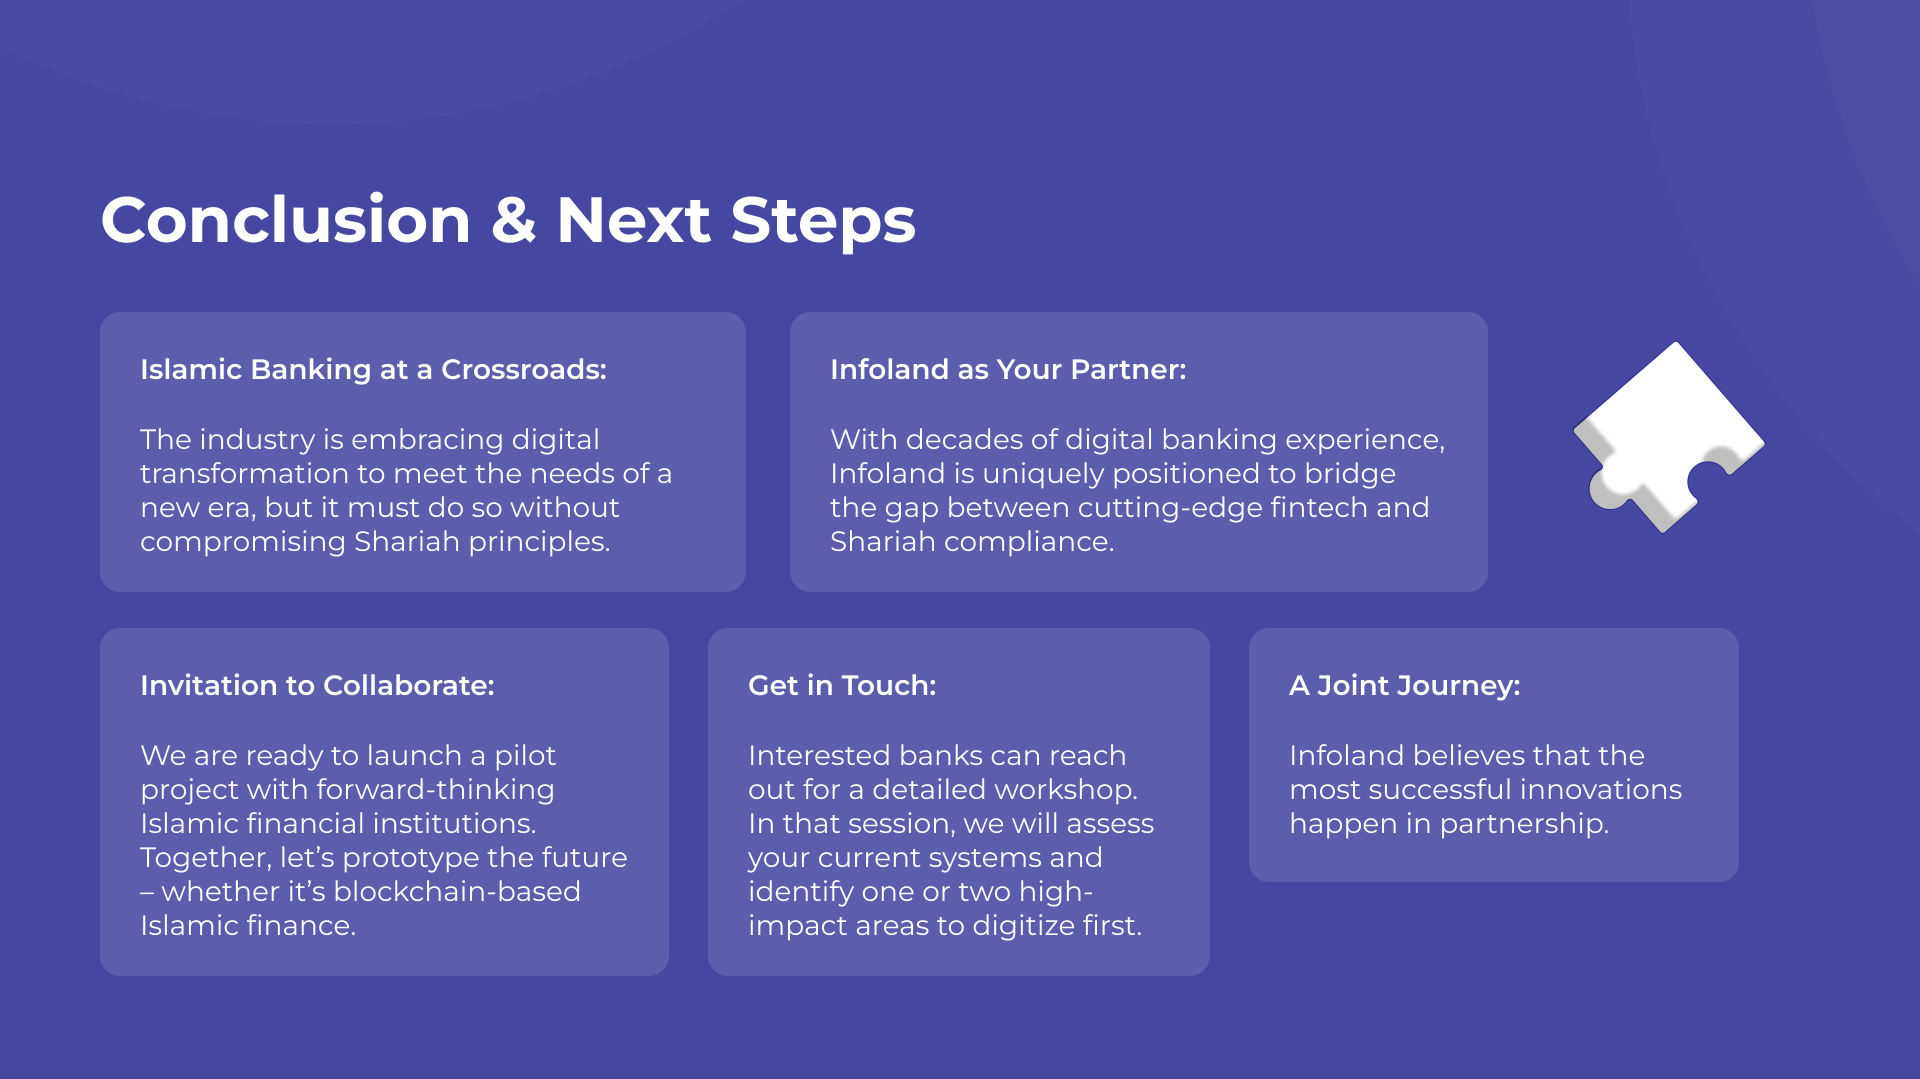 Conclusion & Next Steps
Islamic Banking at a Crossroads:
The industry is embracing digital
transformation to meet the needs of a
new era, but it must do so without
compromising Shariah principles.
Infoland as Your Partner:
With decades of digital banking experience,
Infoland is uniquely positioned to bridge
the gap between cutting-edge fintech and
Shariah compliance.
Invitation to Collaborate:
We are ready to launch a pilot
project with forward-thinking
Islamic financial institutions.
Together, let’s prototype the future
– whether it’s blockchain-based
Islamic finance.
Get in Touch:
Interested banks can reach
out for a detailed workshop.
In that session, we will assess
your current systems and
identify one or two high-
impact areas to digitize first.
A Joint Journey:
Infoland believes that the
most successful innovations
happen in partnership.